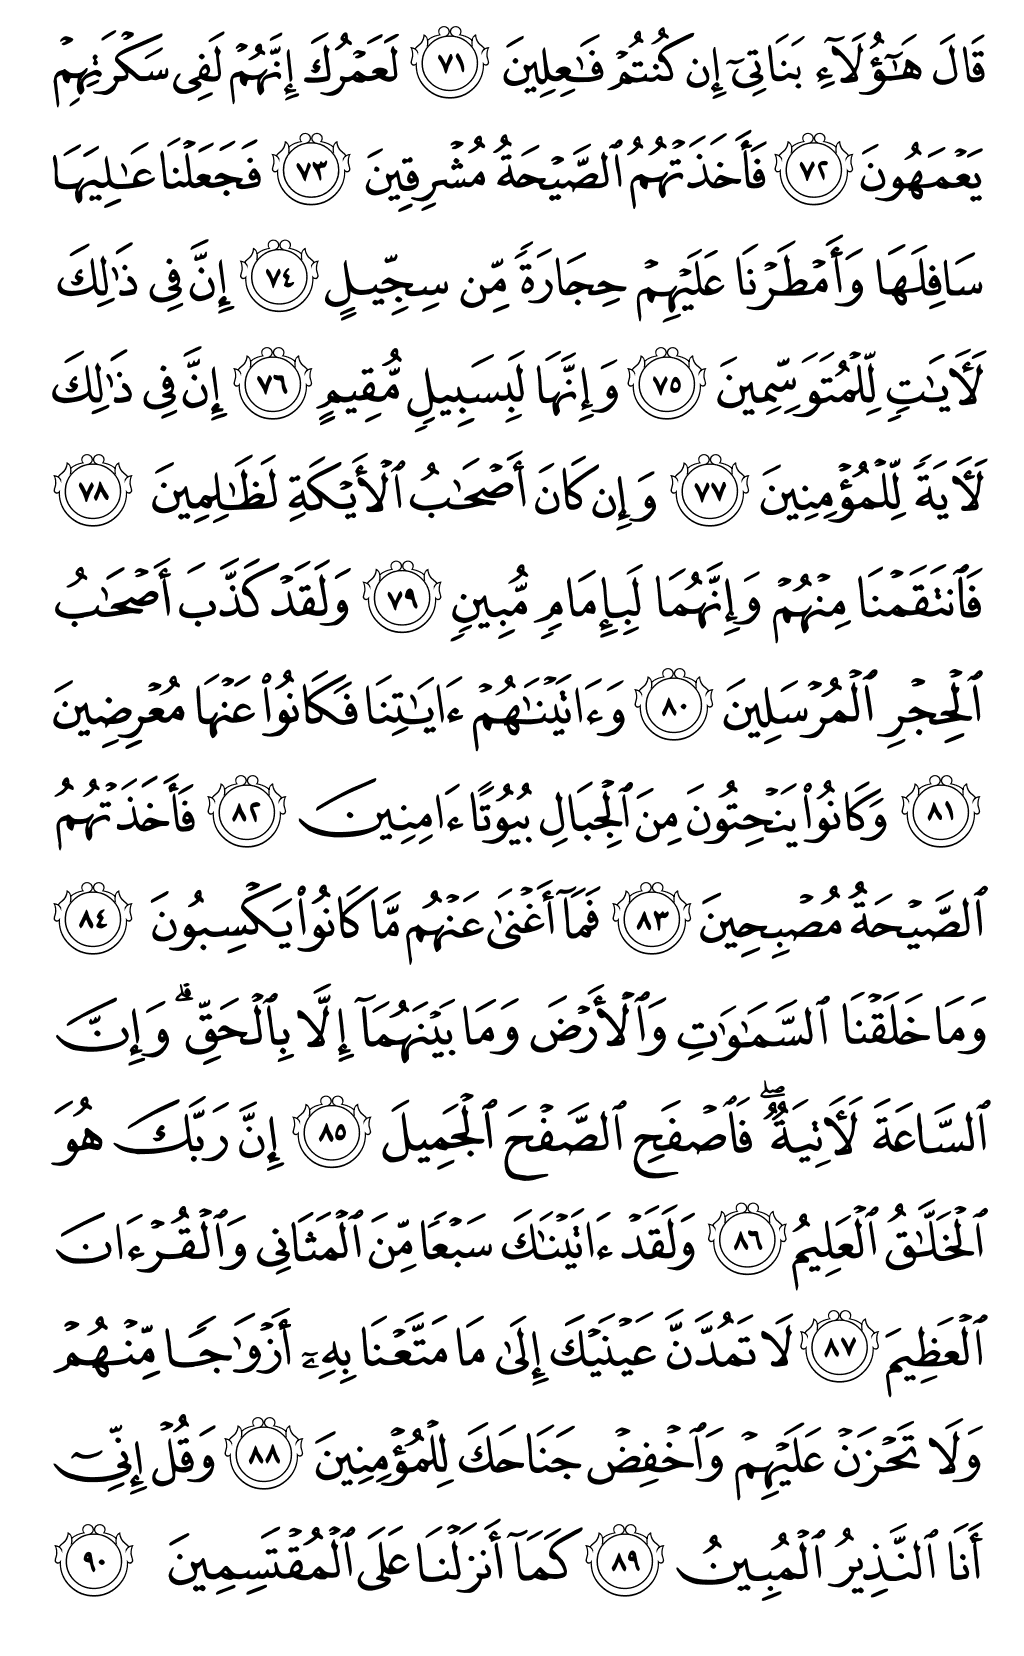 قَالَ هَٰٓؤُلَآءِ بَنَاتِىٓ إِن كُنتُمْ فَٰعِلِينَ ٧١ لَعَمْرُكَ إِنَّهُمْ لَفِى سَكْرَتِهِمْ
يَعْمَهُونَ ٧٢ فَأَخَذَتْهُمُ ٱلصَّيْحَةُ مُشْرِقِينَ ٧٣ فَجَعَلْنَا عَٰلِيَهَا
سَافِلَهَا وَأَمْطَرْنَا عَلَيْهِمْ حِجَارَةً مِّن سِجِّيلٍ ٧٤ إِنَّ فِى ذَٰلِكَ
لَءَايَٰتٍ لِّلْمُتَوَسِّمِينَ ٧٥ وَإِنَّهَا لَبِسَبِيلٍ مُّقِيمٍ ٧٦ إِنَّ فِى ذَٰلِكَ
لَءَايَةً لِّلْمُؤْمِنِينَ ٧٧ وَإِن كَانَ أَصْحَٰبُ ٱلْأَيْكَةِ لَظَٰلِمِينَ ٧٨
فَٱنتَقَمْنَا مِنْهُمْ وَإِنَّهُمَا لَبِإِمَامٍ مُّبِينٍ ٧٩ وَلَقَدْ كَذَّبَ أَصْحَٰبُ
ٱلْحِجْرِ ٱلْمُرْسَلِينَ ٨٠ وَءَاتَيْنَٰهُمْ ءَايَٰتِنَا فَكَانُوا۟ عَنْهَا مُعْرِضِينَ
٨١ وَكَانُوا۟ يَنْحِتُونَ مِنَ ٱلْجِبَالِ بُيُوتًا ءَامِنِينَ ٨٢ فَأَخَذَتْهُمُ
ٱلصَّيْحَةُ مُصْبِحِينَ ٨٣ فَمَآ أَغْنَىٰ عَنْهُم مَّا كَانُوا۟ يَكْسِبُونَ ٨٤
وَمَا خَلَقْنَا ٱلسَّمَٰوَٰتِ وَٱلْأَرْضَ وَمَا بَيْنَهُمَآ إِلَّا بِٱلْحَقِّ ۗ وَإِنَّ
ٱلسَّاعَةَ لَءَاتِيَةٌ ۖ فَٱصْفَحِ ٱلصَّفْحَ ٱلْجَمِيلَ ٨٥ إِنَّ رَبَّكَ هُوَ
ٱلْخَلَّٰقُ ٱلْعَلِيمُ ٨٦ وَلَقَدْ ءَاتَيْنَٰكَ سَبْعًا مِّنَ ٱلْمَثَانِى وَٱلْقُرْءَانَ
ٱلْعَظِيمَ ٨٧ لَا تَمُدَّنَّ عَيْنَيْكَ إِلَىٰ مَا مَتَّعْنَا بِهِۦٓ أَزْوَٰجًا مِّنْهُمْ
وَلَا تَحْزَنْ عَلَيْهِمْ وَٱخْفِضْ جَنَاحَكَ لِلْمُؤْمِنِينَ ٨٨ وَقُلْ إِنِّىٓ
أَنَا ٱلنَّذِيرُ ٱلْمُبِينُ ٨٩ كَمَآ أَنزَلْنَا عَلَى ٱلْمُقْتَسِمِينَ ٩٠